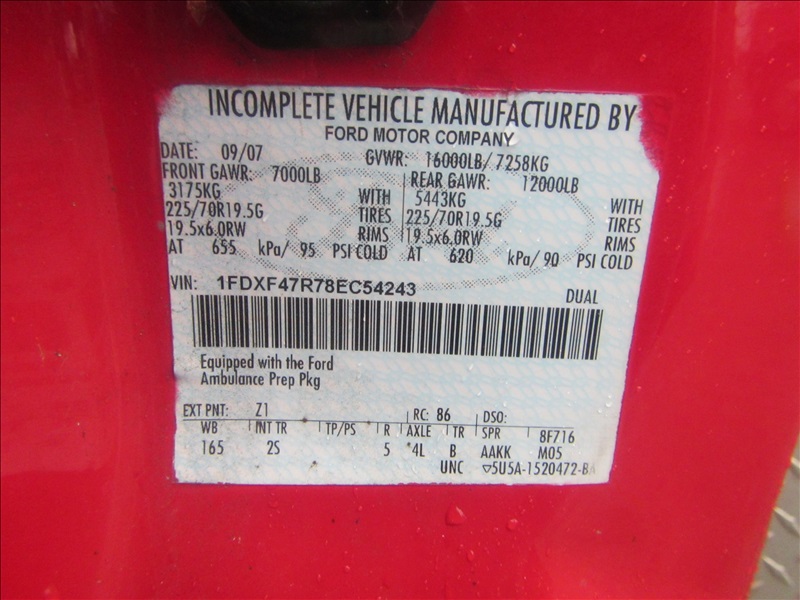 INCOMPLETE VEHICLE MANUFACTURED BY
FORD MOTOR COMPANY
DATE: 09/07 GVWR: 16000LB/ 7258KG
FRONT GAWR: 7000LB REAR GAWR: 12000LB
3175KG WITH 5443KG WITH
225/70R19.5G TIRES 225/70R19.5G TIRES
19.5x6.0RW RIMS 19.5x6.0RW RIMS
AT 655 kPa/ 95 PSI COLD AT 620 kPa/ 90 PSI COLD
VIN: 1FDXF47R78EC54243 DUAL
Equipped with the Ford
Ambulance Prep Pkg
EXT PNT: Z1 RC: 86 DSO:
WB INT TR TP/PS R AXLE TR SPR 8F716
165 2S 5 *4L B AAKK M05
UNC ▽5U5A-1520472-BA